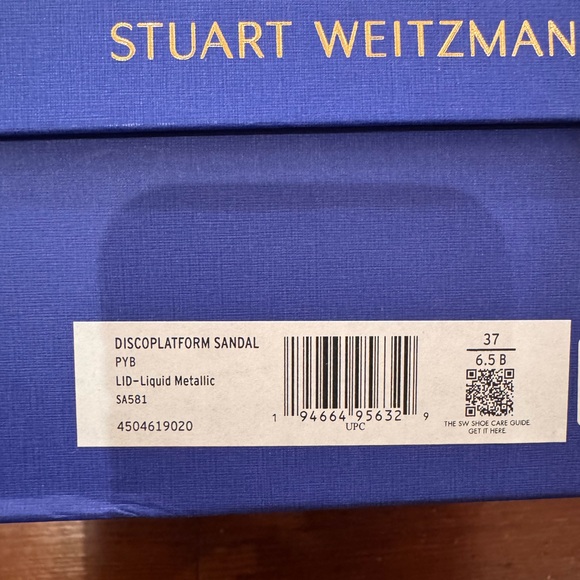 STUART WEITZMAN
DISCOPLATFORM SANDAL
PYB
LID-Liquid Metallic
SA581
4504619020
1 94664 95632 9
UPC
37
6.5 B
THE SW SHOE CARE GUIDE
GET IT HERE